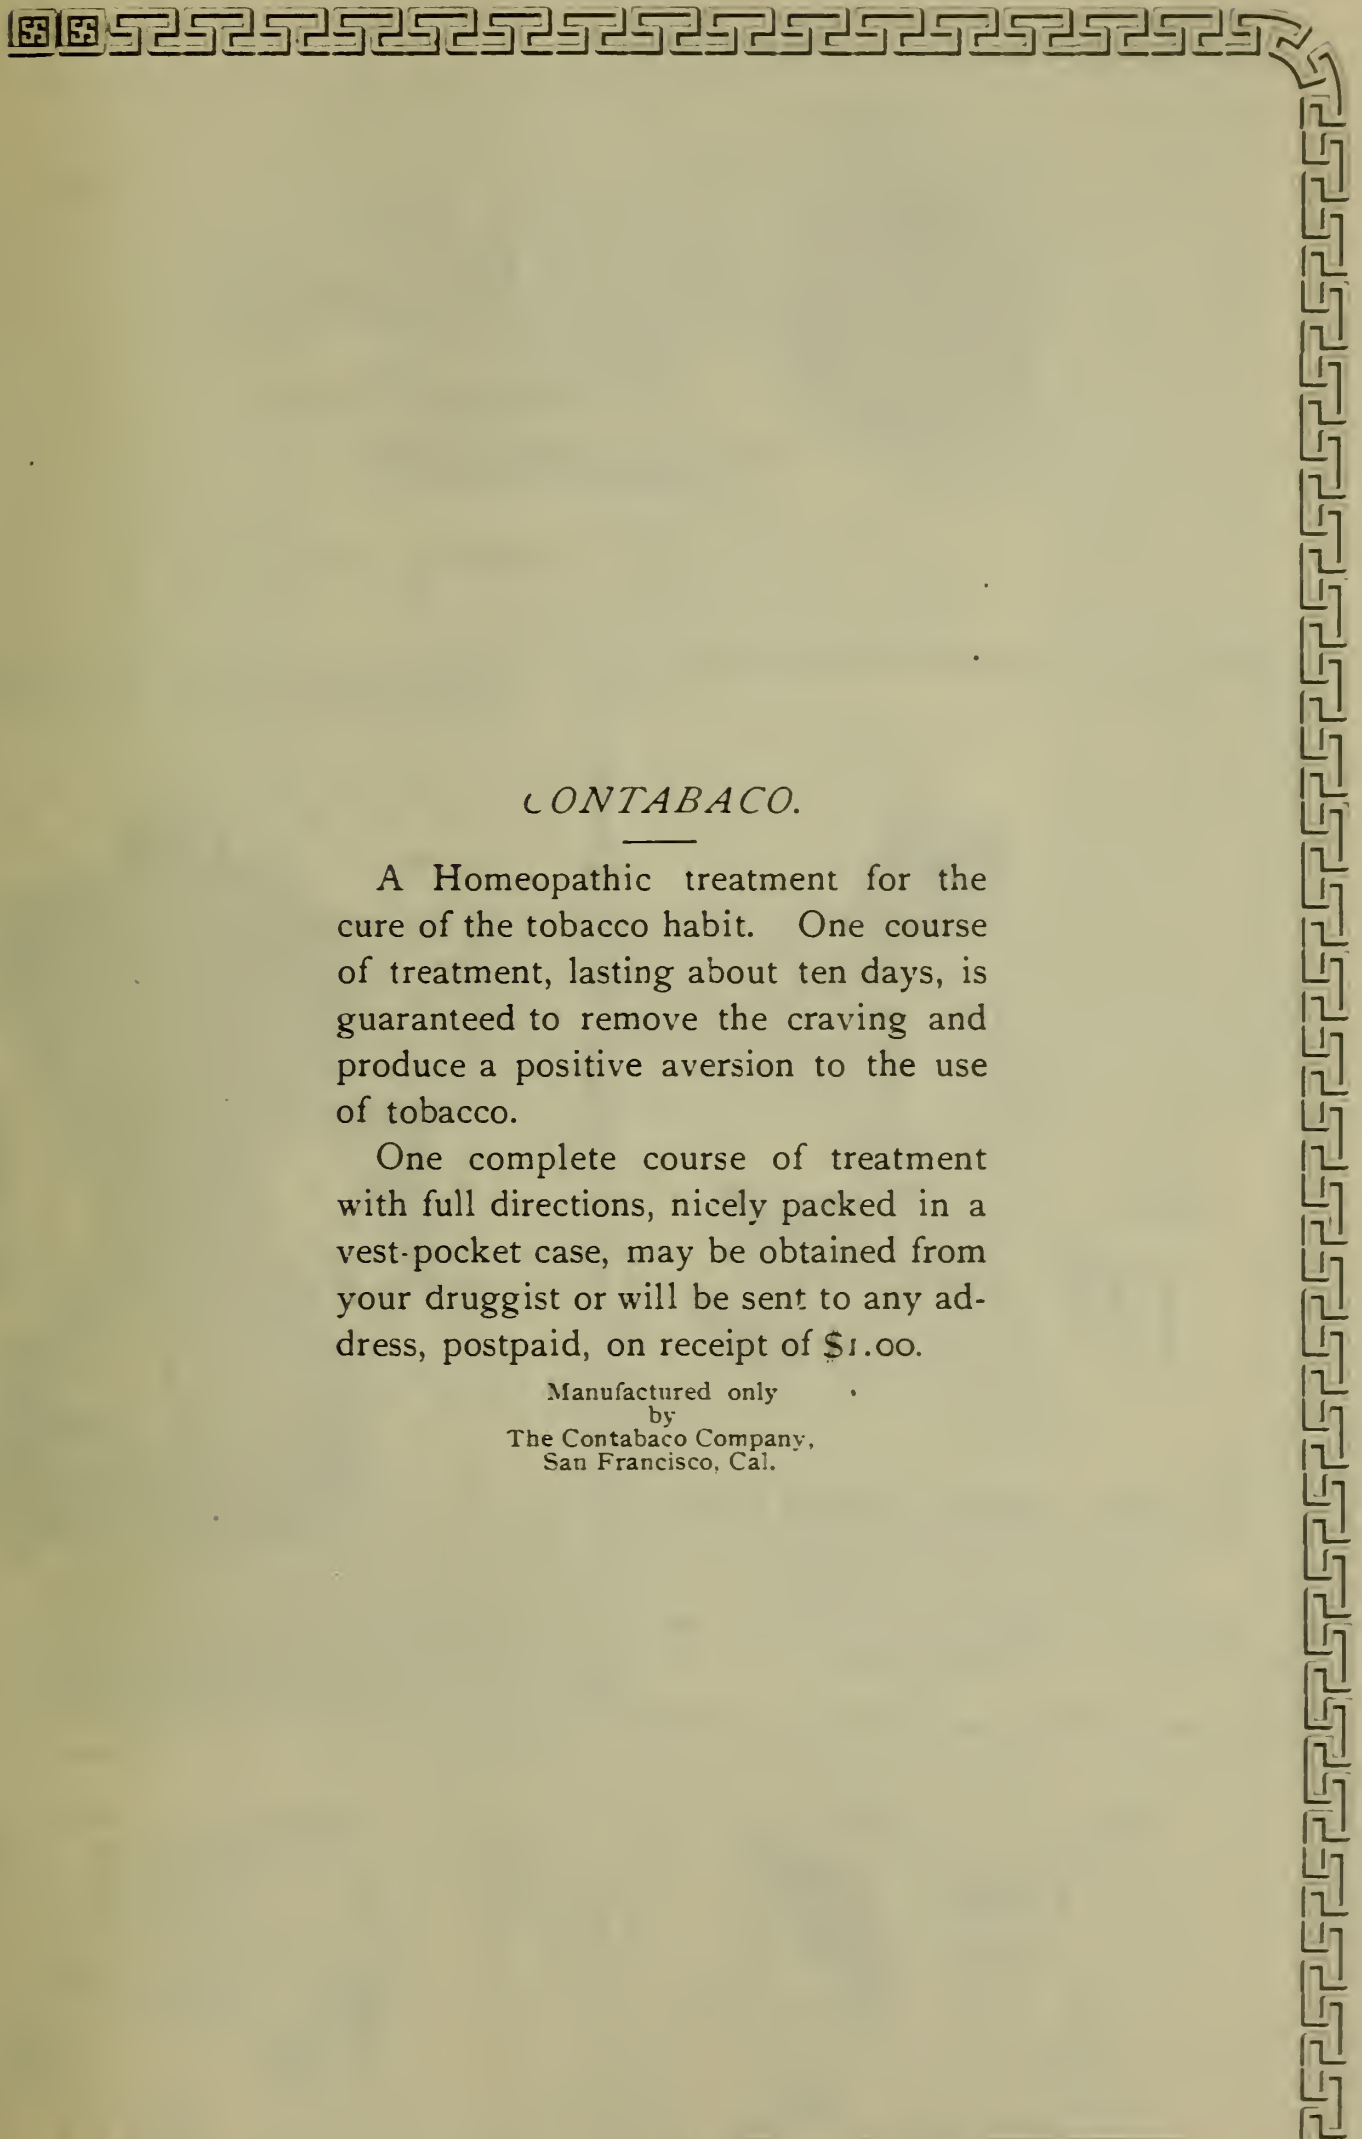 CONTABACO.
A Homeopathic treatment for the
cure of the tobacco habit. One course
of treatment, lasting about ten days, is
guaranteed to remove the craving and
produce a positive aversion to the use
of tobacco.
One complete course of treatment
with full directions, nicely packed in a
vest-pocket case, may be obtained from
your druggist or will be sent to any ad-
dress, postpaid, on receipt of $1.00.
Manufactured only
by
The Contabaco Company,
San Francisco, Cal.